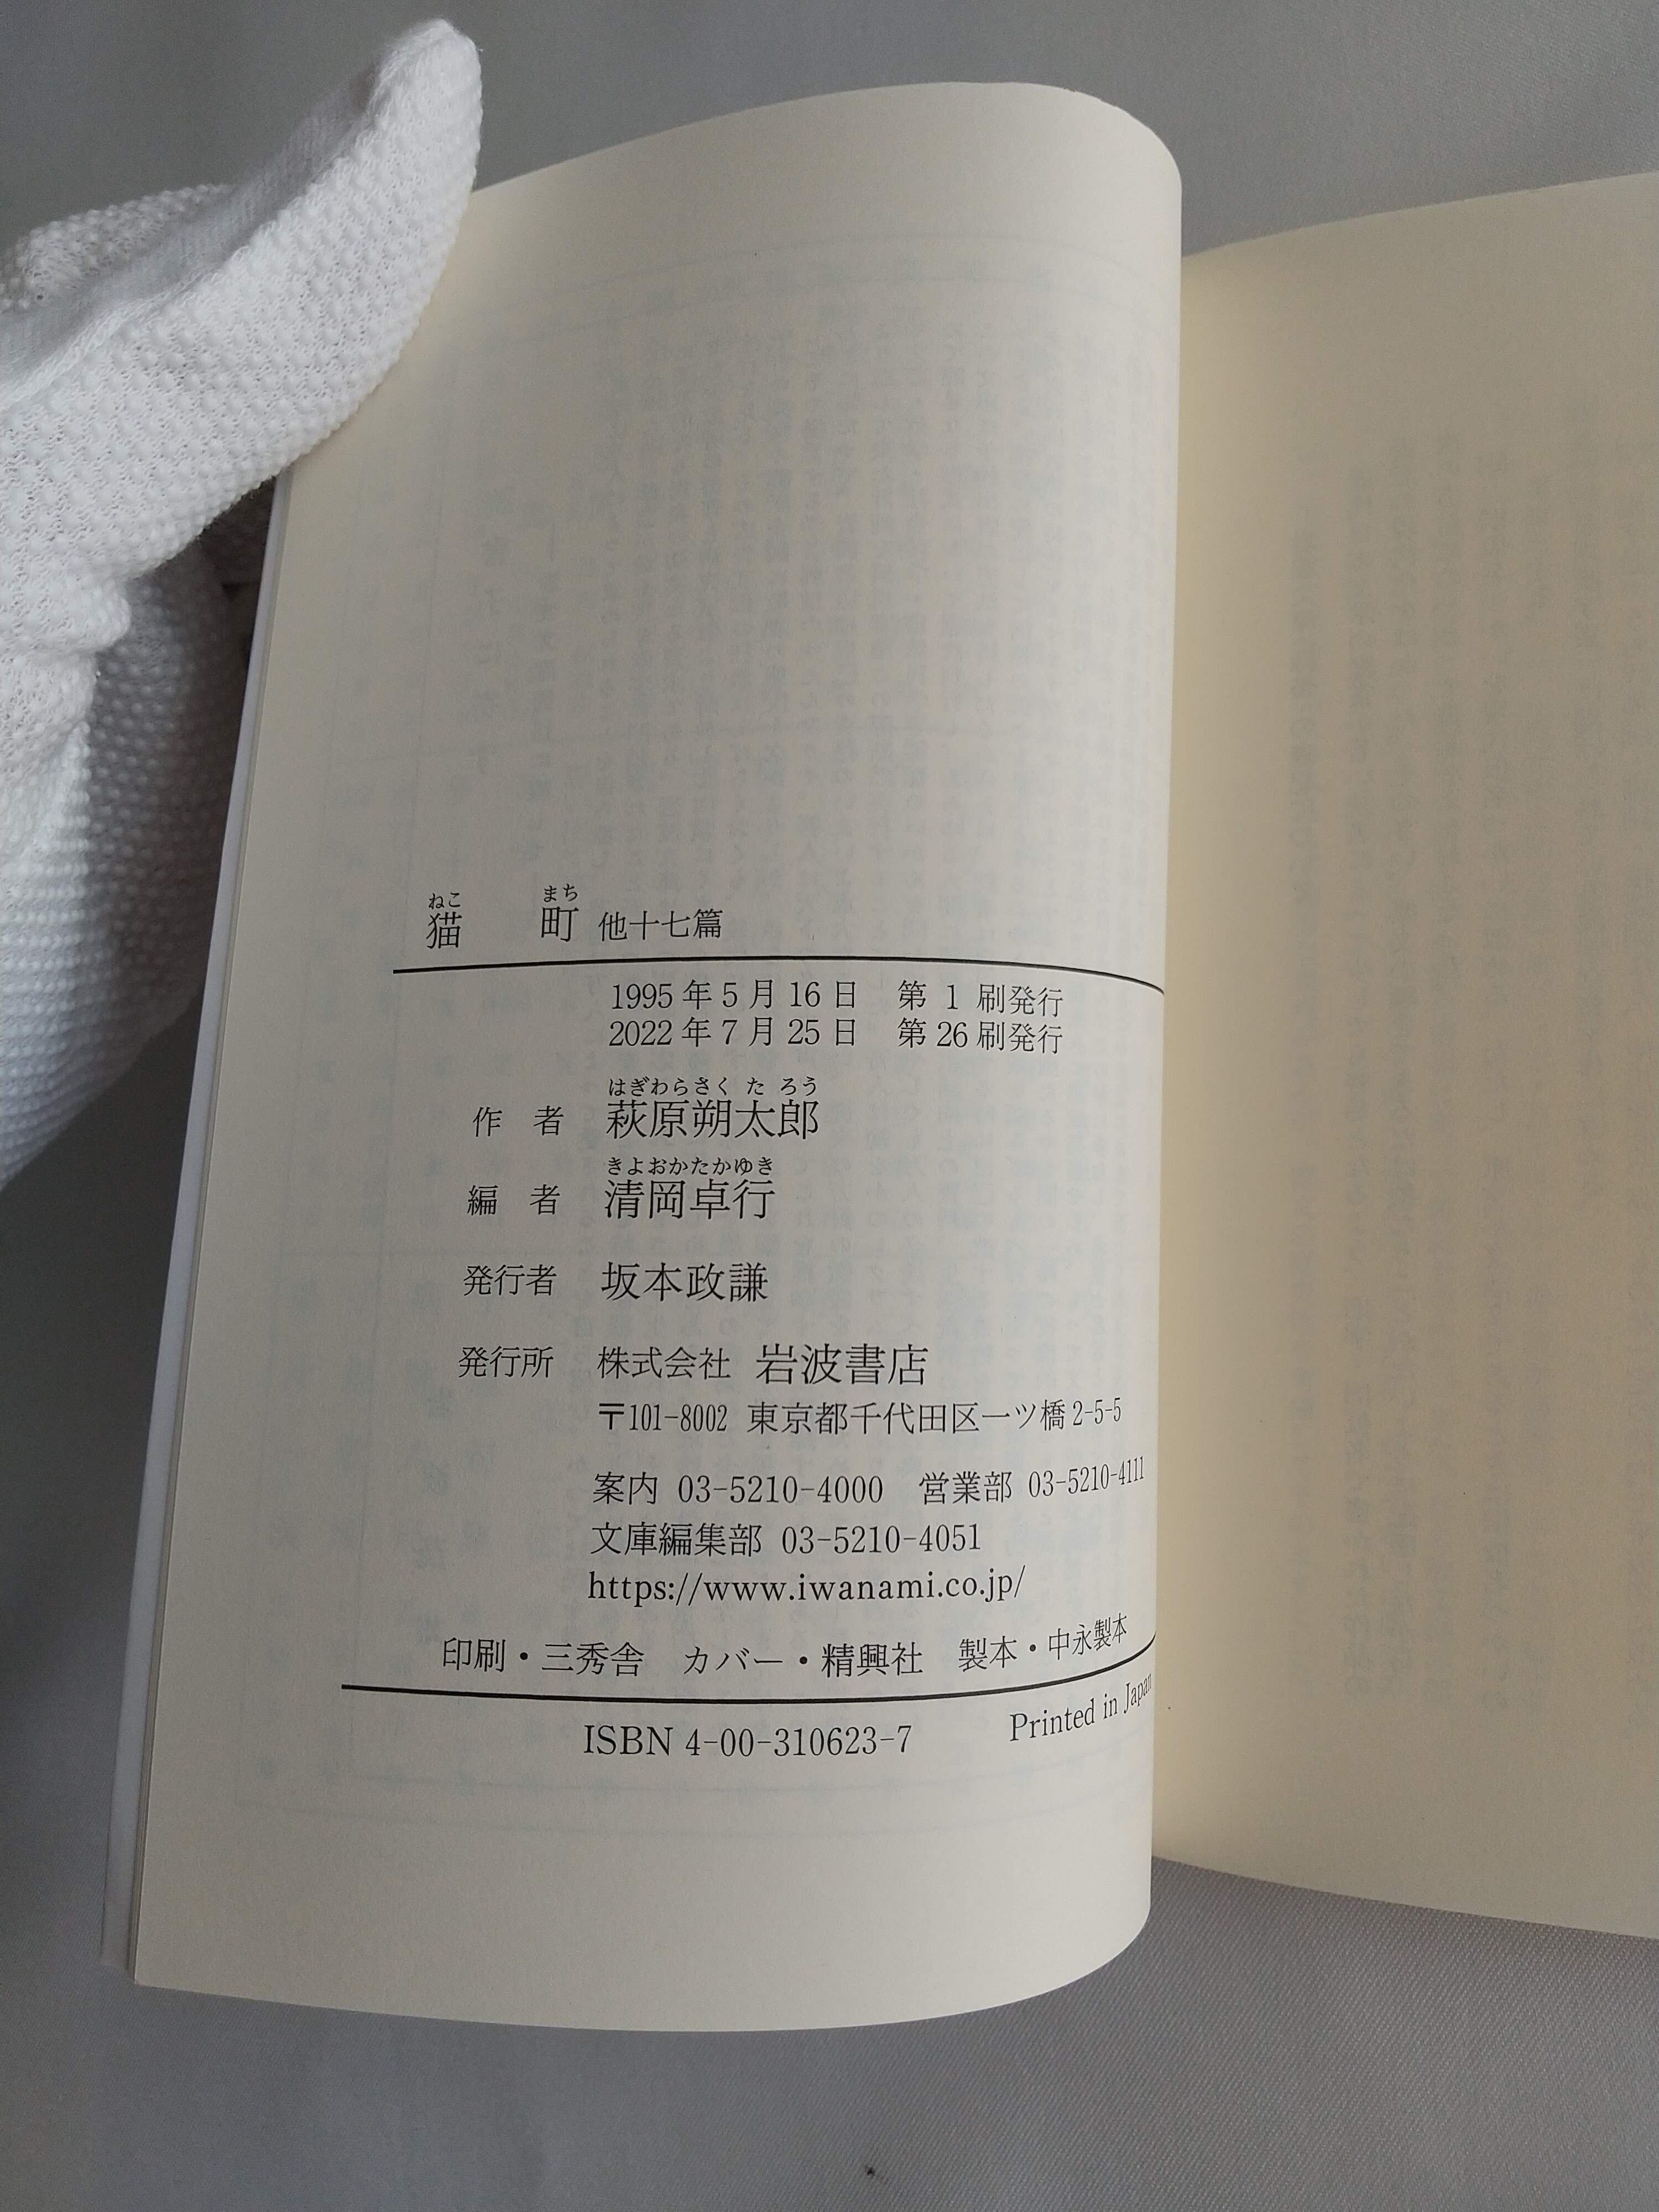 ねこ まち
猫 町 他十七篇
1995年5月16日 第1刷発行
2022年7月25日 第26刷発行
はぎわらさくたろう
作者 萩原朔太郎
きよおかたかゆき
編者 清岡卓行
発行者 坂本政謙
発行所 株式会社 岩波書店
〒101-8002 東京都千代田区一ツ橋2-5-5
案内 03-5210-4000 営業部 03-5210-4111
文庫編集部 03-5210-4051
https://www.iwanami.co.jp/
印刷・三秀舎 カバー・精興社 製本・中永製本
ISBN 4-00-310623-7 Printed in Japan